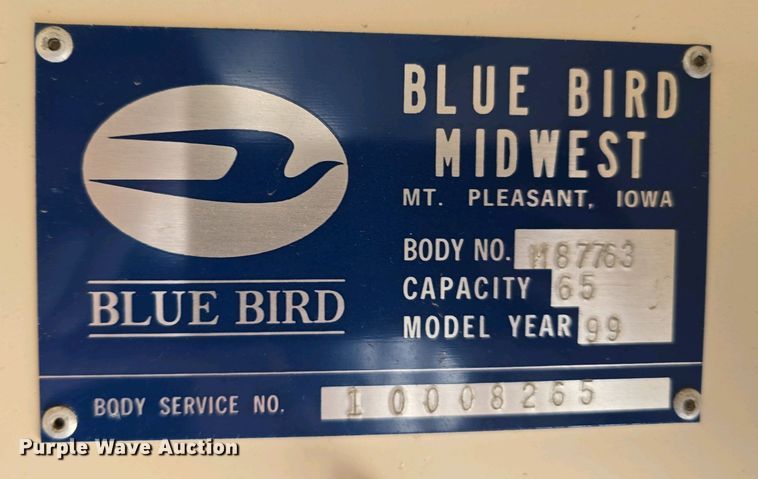 BLUE BIRD
MIDWEST
MT. PLEASANT, IOWA
BODY NO. M87763
CAPACITY 65
MODEL YEAR 99
BLUE BIRD
BODY SERVICE NO. 10008265
Purple Wave Auction